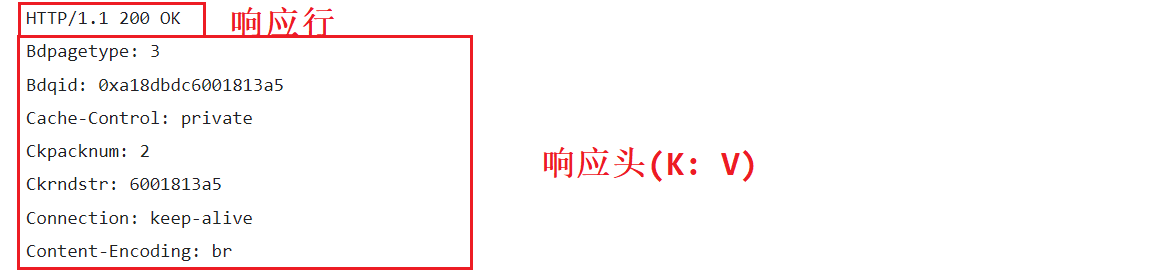 HTTP/1.1 200 OK 响应行
Bdpagetype: 3
Bdqid: 0xa18dbdc6001813a5
Cache-Control: private
Ckpacknum: 2
Ckrndstr: 6001813a5
Connection: keep-alive
Content-Encoding: br
响应头(K: V)